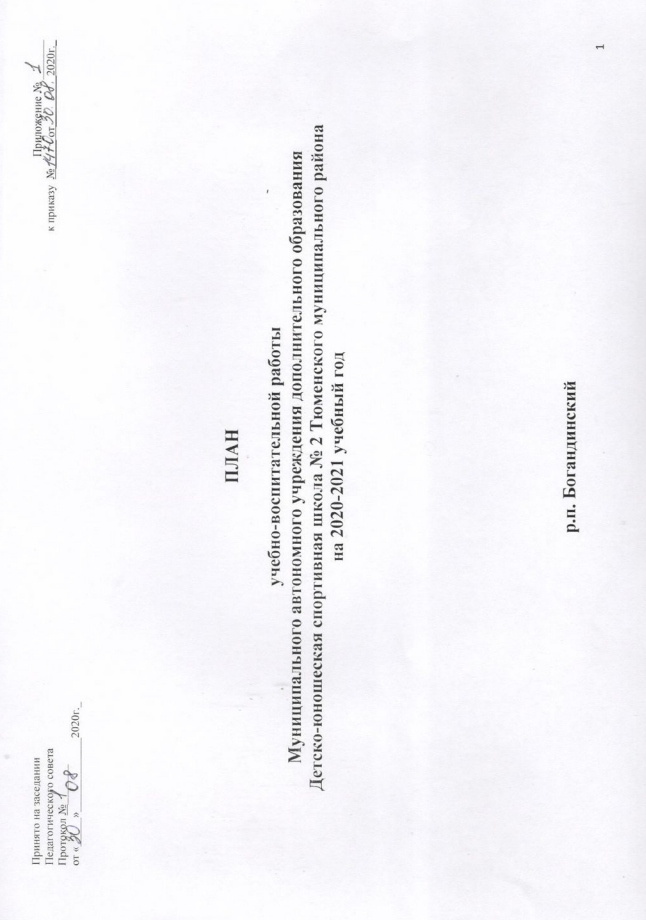 Принято на заседании
Педагогического совета
Протокол № 1
от « 30 » 08 2020г._
Приложение № 1
к приказу № от 30. 08. 2020г._
ПЛАН
учебно-воспитательной работы
Муниципального автономного учреждения дополнительного образования
Детско-юношеская спортивная школа № 2 Тюменского муниципального района
на 2020-2021 учебный год
р.п. Богандинский
1